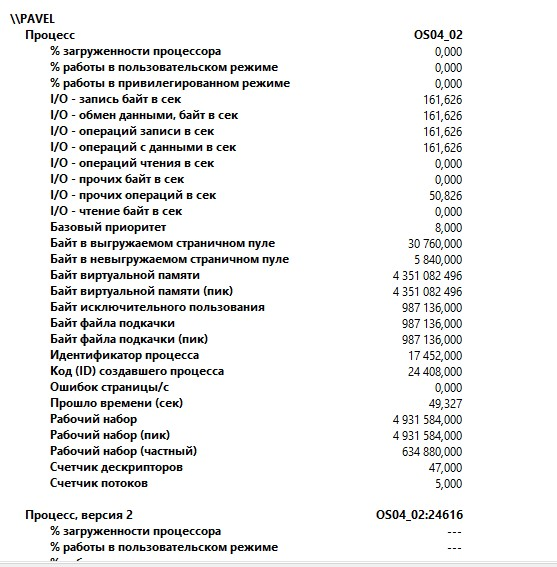 \\PAVEL
Процесс OS04_02
% загруженности процессора 0,000
% работы в пользовательском режиме 0,000
% работы в привилегированном режиме 0,000
I/O - запись байт в сек 161,626
I/O - обмен данными, байт в сек 161,626
I/O - операций записи в сек 161,626
I/O - операций с данными в сек 161,626
I/O - операций чтения в сек 0,000
I/O - прочих байт в сек 0,000
I/O - прочих операций в сек 50,826
I/O - чтение байт в сек 0,000
Базовый приоритет 8,000
Байт в выгружаемом страничном пуле 30 760,000
Байт в невыгружаемом страничном пуле 5 840,000
Байт виртуальной памяти 4 351 082 496
Байт виртуальной памяти (пик) 4 351 082 496
Байт исключительного пользования 987 136,000
Байт файла подкачки 987 136,000
Байт файла подкачки (пик) 987 136,000
Идентификатор процесса 17 452,000
Код (ID) создавшего процесса 24 408,000
Ошибок страницы/с 0,000
Прошло времени (сек) 49,327
Рабочий набор 4 931 584,000
Рабочий набор (пик) 4 931 584,000
Рабочий набор (частный) 634 880,000
Счетчик дескрипторов 47,000
Счетчик потоков 5,000
Процесс, версия 2 OS04_02:24616
% загруженности процессора ---
% работы в пользовательском режиме ---